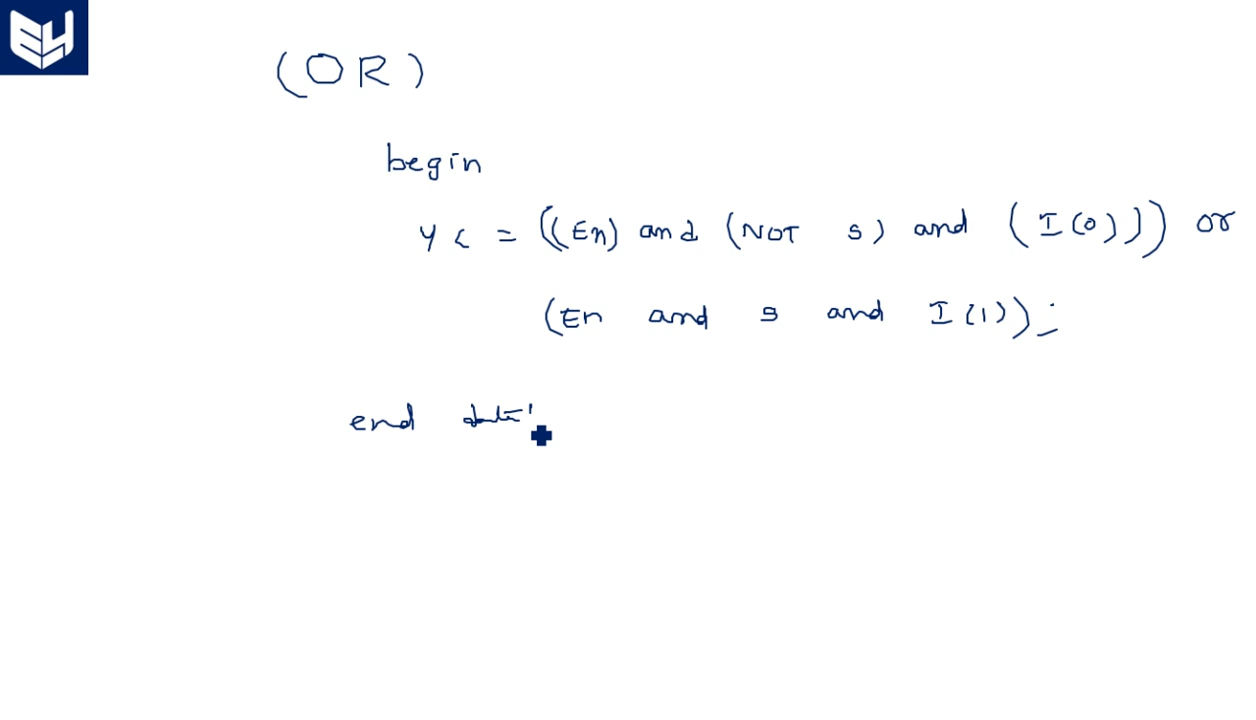 (OR)
begin
Y < = ((En) and (NOT S) and (I(0))) or
(En and S and I(1));
end